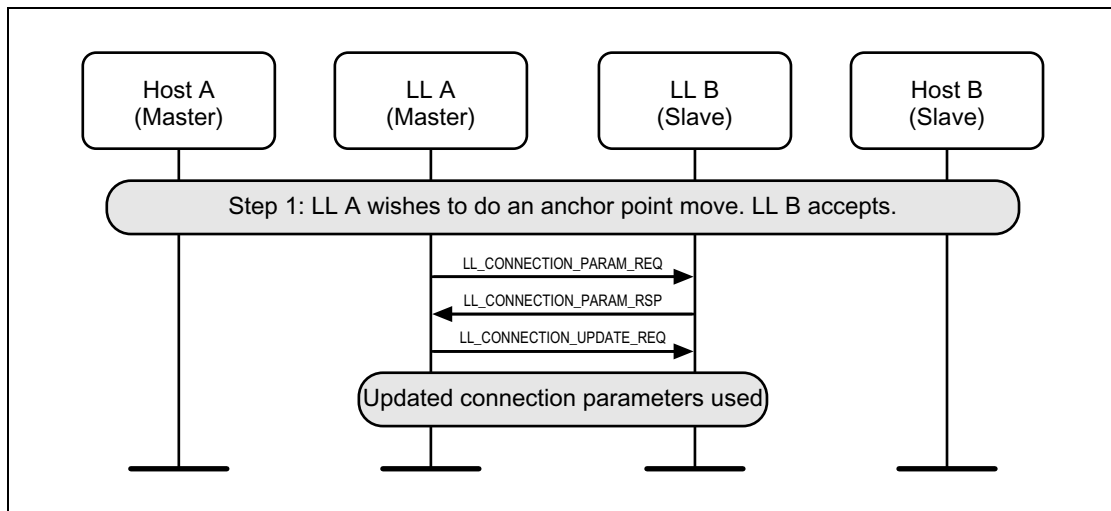 Host A
(Master)
LL A
(Master)
LL B
(Slave)
Host B
(Slave)
Step 1: LL A wishes to do an anchor point move. LL B accepts.
LL_CONNECTION_PARAM_REQ
LL_CONNECTION_PARAM_RSP
LL_CONNECTION_UPDATE_REQ
Updated connection parameters used